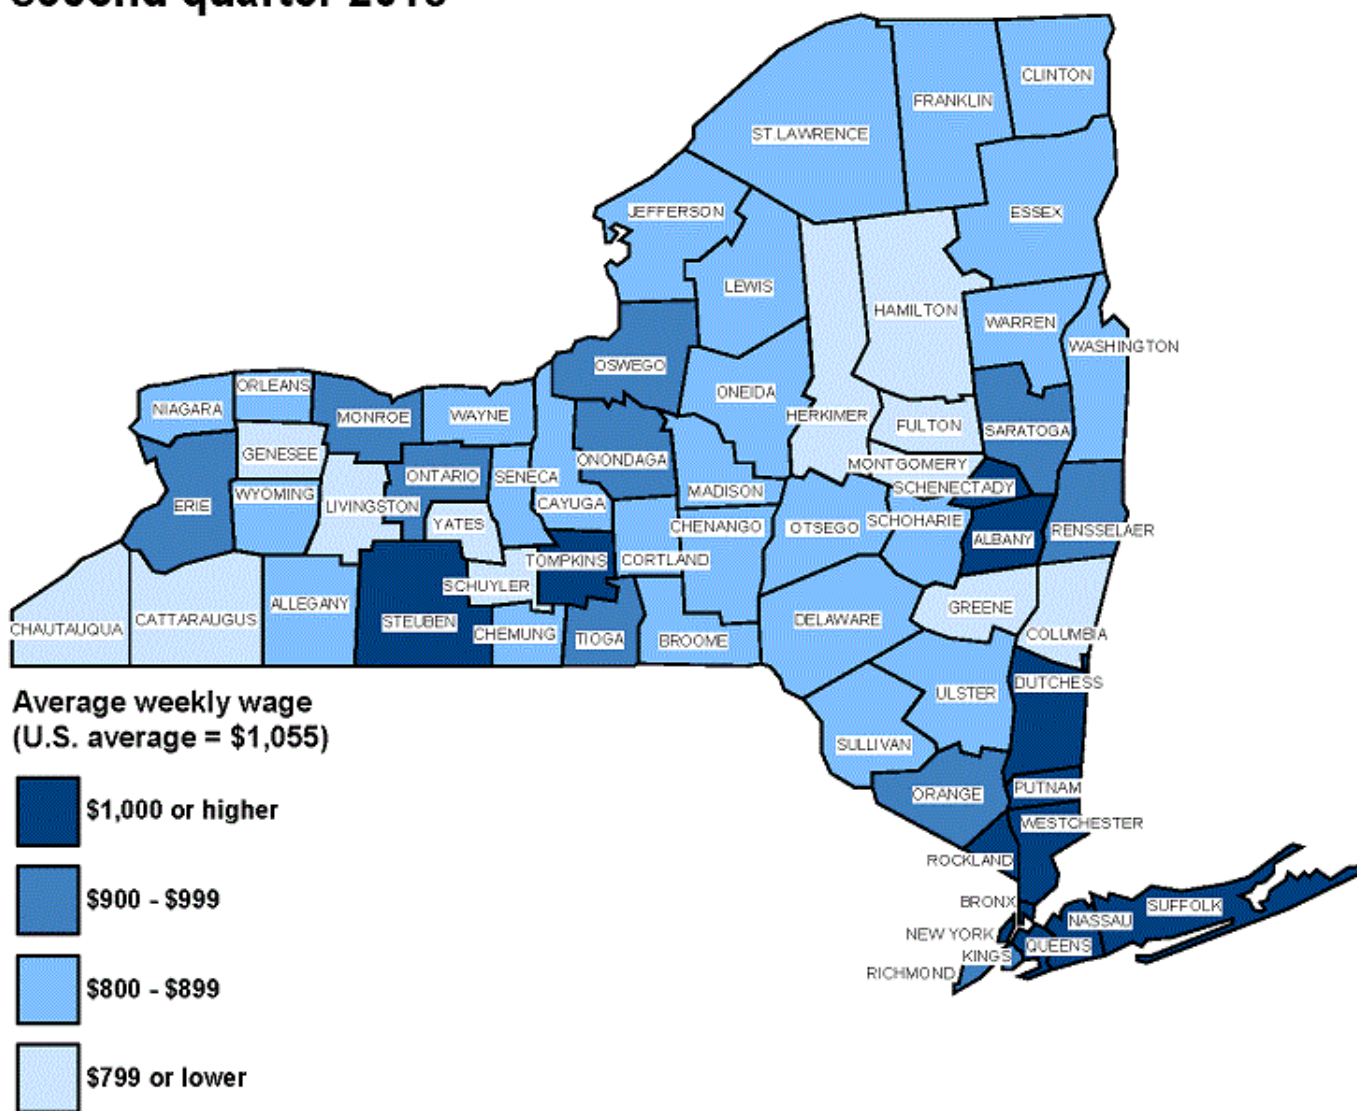 second quarter 2018
CLINTON
FRANKLIN
ST.LAWRENCE
JEFFERSON
ESSEX
LEWIS
HAMILTON
WARREN
WASHINGTON
OSWEGO
ONEIDA
ORLEANS
NIAGARA
MONROE
WAYNE
HERKIMER
FULTON
SARATOGA
GENESEE
ONONDAGA
MONTGOMERY
ONTARIO
SENECA
SCHENECTADY
WYOMING
MADISON
ERIE
LIVINGSTON
CAYUGA
YATES
CHENANGO
OTSEGO
SCHOHARIE
RENSSELAER
ALBANY
TOMPKINS
CORTLAND
SCHUYLER
ALLEGANY
GREENE
CHAUTAUQUA
CATTARAUGUS
STEUBEN
CHEMUNG
TIOGA
BROOME
DELAWARE
COLUMBIA
DUTCHESS
ULSTER
SULLIVAN
ORANGE
PUTNAM
WESTCHESTER
ROCKLAND
BRONX
SUFFOLK
NASSAU
NEW YORK
QUEENS
KINGS
RICHMOND
Average weekly wage
(U.S. average = $1,055)
$1,000 or higher
$900 - $999
$800 - $899
$799 or lower